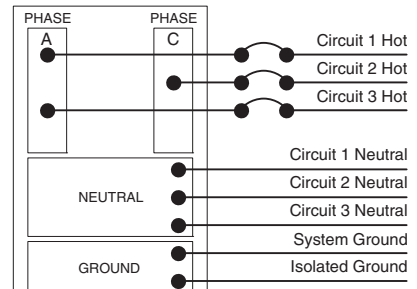 PHASE PHASE
A C
Circuit 1 Hot
Circuit 2 Hot
Circuit 3 Hot
Circuit 1 Neutral
NEUTRAL
Circuit 2 Neutral
Circuit 3 Neutral
System Ground
GROUND
Isolated Ground